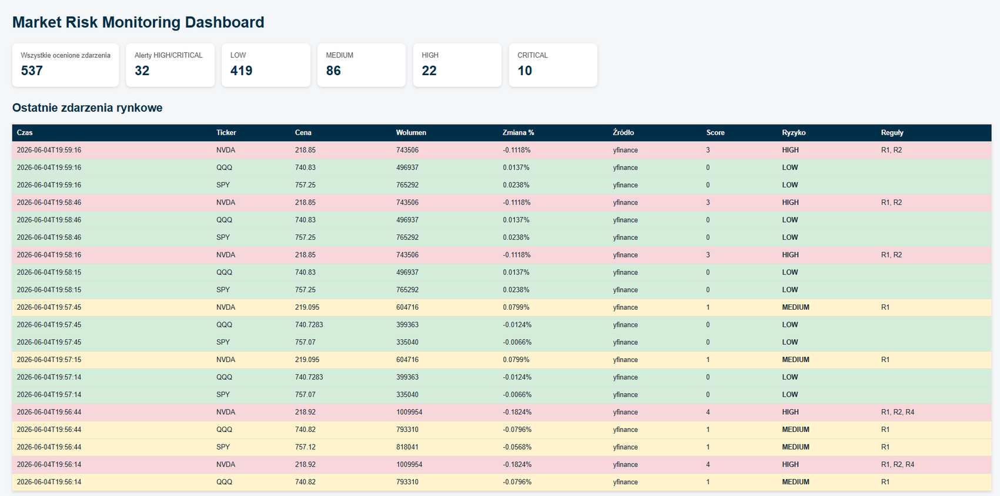 Market Risk Monitoring Dashboard
Wszystkie ocenione zdarzenia Alerty HIGH/CRITICAL LOW MEDIUM HIGH CRITICAL
537 32 419 86 22 10
Ostatnie zdarzenia rynkowe
Czas Ticker Cena Wolumen Zmiana % Źródło Score Ryzyko Reguły
2026-06-04T19:59:16 NVDA 218.85 743506 -0.1118% yfinance 3 HIGH R1, R2
2026-06-04T19:59:16 QQQ 740.83 496937 0.0137% yfinance 0 LOW
2026-06-04T19:59:16 SPY 757.25 765292 0.0238% yfinance 0 LOW
2026-06-04T19:58:46 NVDA 218.85 743506 -0.1118% yfinance 3 HIGH R1, R2
2026-06-04T19:58:46 QQQ 740.83 496937 0.0137% yfinance 0 LOW
2026-06-04T19:58:46 SPY 757.25 765292 0.0238% yfinance 0 LOW
2026-06-04T19:58:16 NVDA 218.85 743506 -0.1118% yfinance 3 HIGH R1, R2
2026-06-04T19:58:15 QQQ 740.83 496937 0.0137% yfinance 0 LOW
2026-06-04T19:58:15 SPY 757.25 765292 0.0238% yfinance 0 LOW
2026-06-04T19:57:45 NVDA 219.095 604716 0.0799% yfinance 1 MEDIUM R1
2026-06-04T19:57:45 QQQ 740.7283 399363 -0.0124% yfinance 0 LOW
2026-06-04T19:57:45 SPY 757.07 335040 -0.0066% yfinance 0 LOW
2026-06-04T19:57:15 NVDA 219.095 604716 0.0799% yfinance 1 MEDIUM R1
2026-06-04T19:57:14 QQQ 740.7283 399363 -0.0124% yfinance 0 LOW
2026-06-04T19:57:14 SPY 757.07 335040 -0.0066% yfinance 0 LOW
2026-06-04T19:56:44 NVDA 218.92 1009954 -0.1824% yfinance 4 HIGH R1, R2, R4
2026-06-04T19:56:44 QQQ 740.82 793310 -0.0796% yfinance 1 MEDIUM R1
2026-06-04T19:56:44 SPY 757.12 818041 -0.0568% yfinance 1 MEDIUM R1
2026-06-04T19:56:14 NVDA 218.92 1009954 -0.1824% yfinance 4 HIGH R1, R2, R4
2026-06-04T19:56:14 QQQ 740.82 793310 -0.0796% yfinance 1 MEDIUM R1